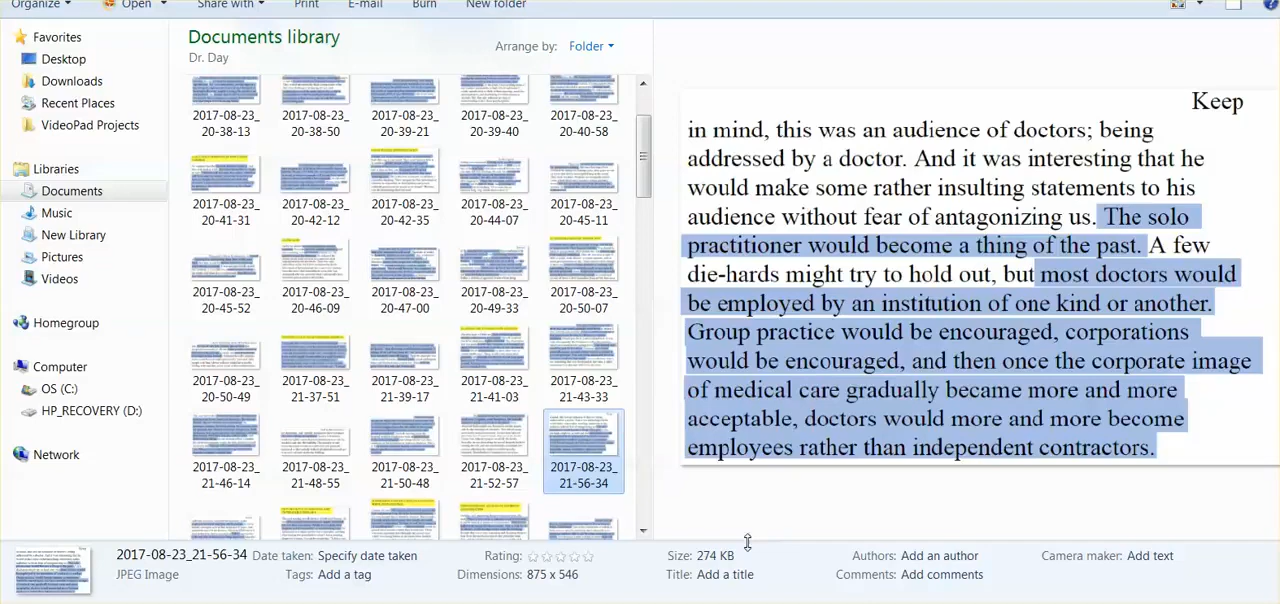 Organize Open Share with Print E-mail Burn New folder
Favorites
Desktop
Downloads
Recent Places
VideoPad Projects
Libraries
Documents
Music
New Library
Pictures
Videos
Homegroup
Computer
OS (C:)
HP_RECOVERY (D:)
Network
Documents library
Dr. Day
Arrange by: Folder
2017-08-23_ 2017-08-23_ 2017-08-23_ 2017-08-23_ 2017-08-23_
20-38-13 20-38-50 20-39-21 20-39-40 20-40-58
2017-08-23_ 2017-08-23_ 2017-08-23_ 2017-08-23_ 2017-08-23_
20-41-31 20-42-12 20-42-35 20-44-07 20-45-11
2017-08-23_ 2017-08-23_ 2017-08-23_ 2017-08-23_ 2017-08-23_
20-45-52 20-46-09 20-47-00 20-49-33 20-50-07
2017-08-23_ 2017-08-23_ 2017-08-23_ 2017-08-23_ 2017-08-23_
20-50-49 21-37-51 21-39-17 21-41-03 21-43-33
2017-08-23_ 2017-08-23_ 2017-08-23_ 2017-08-23_ 2017-08-23_
21-46-14 21-48-55 21-50-48 21-52-57 21-56-34
Keep
in mind, this was an audience of doctors; being
addressed by a doctor. And it was interesting that he
would make some rather insulting statements to his
audience without fear of antagonizing us. The solo
practitioner would become a thing of the past. A few
die-hards might try to hold out, but most doctors would
be employed by an institution of one kind or another.
Group practice would be encouraged, corporations
would be encouraged, and then once the corporate image
of medical care gradually became more and more
acceptable, doctors would more and more become
employees rather than independent contractors.
2017-08-23_21-56-34 Date taken: Specify date taken Rating: Size: 274 KB Authors: Add an author Camera maker: Add text
JPEG Image Tags: Add a tag 875 x 546 Title: Comments: Add comments